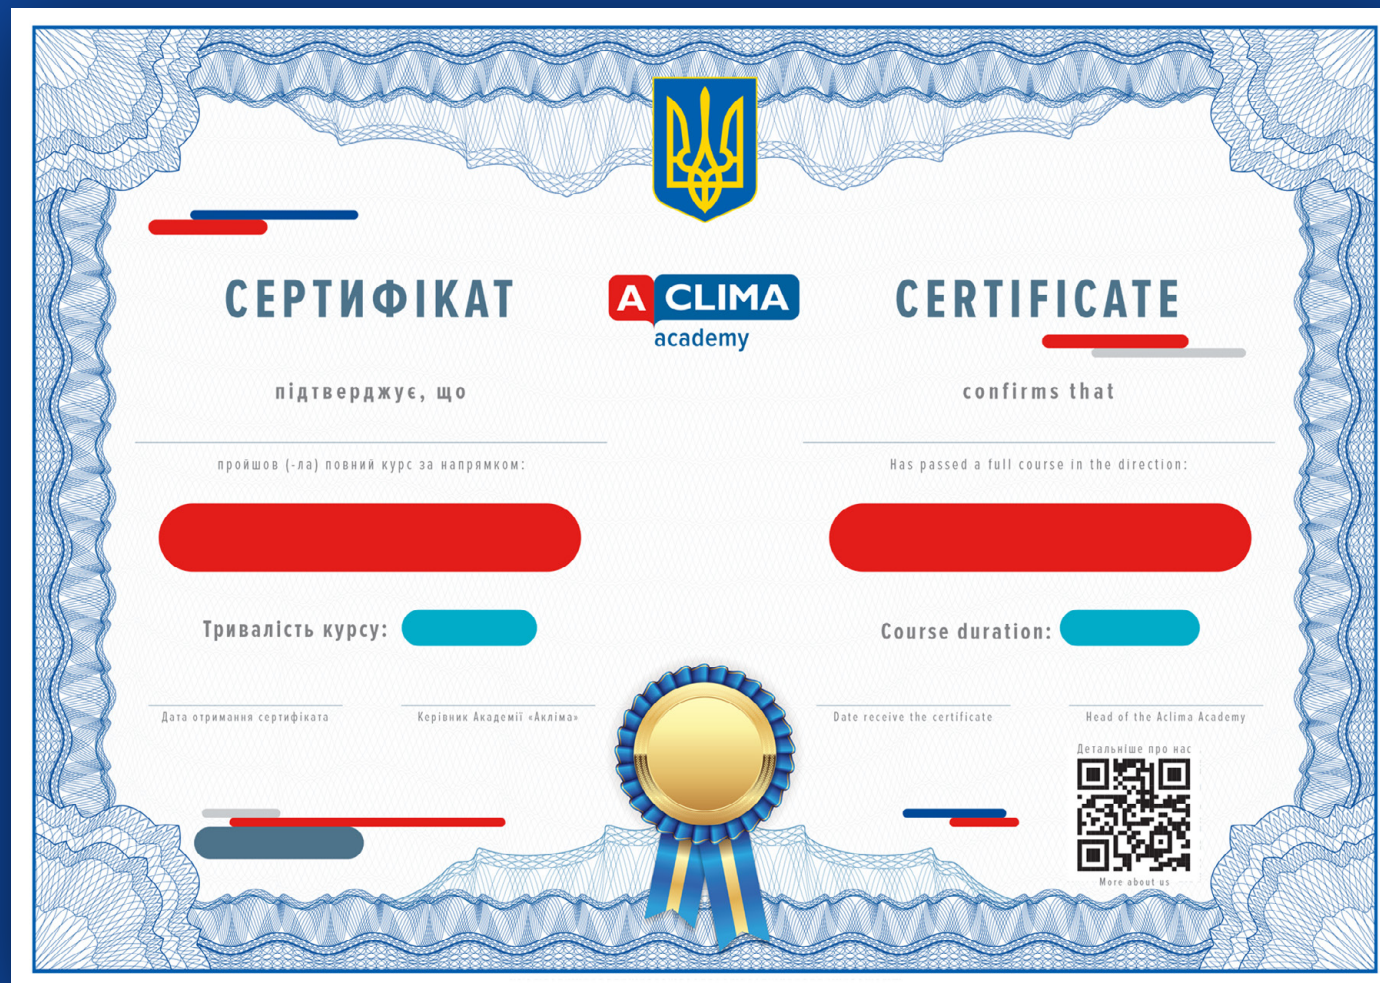 СЕРТИФІКАТ
підтверджує, що
пройшов (-ла) повний курс за напрямком:
Тривалість курсу:
Дата отримання сертифіката
Керівник Академії «Акліма»
A CLIMA
academy
CERTIFICATE
confirms that
Has passed a full course in the direction:
Course duration:
Date receive the certificate
Head of the Aclima Academy
Детальніше про нас
More about us